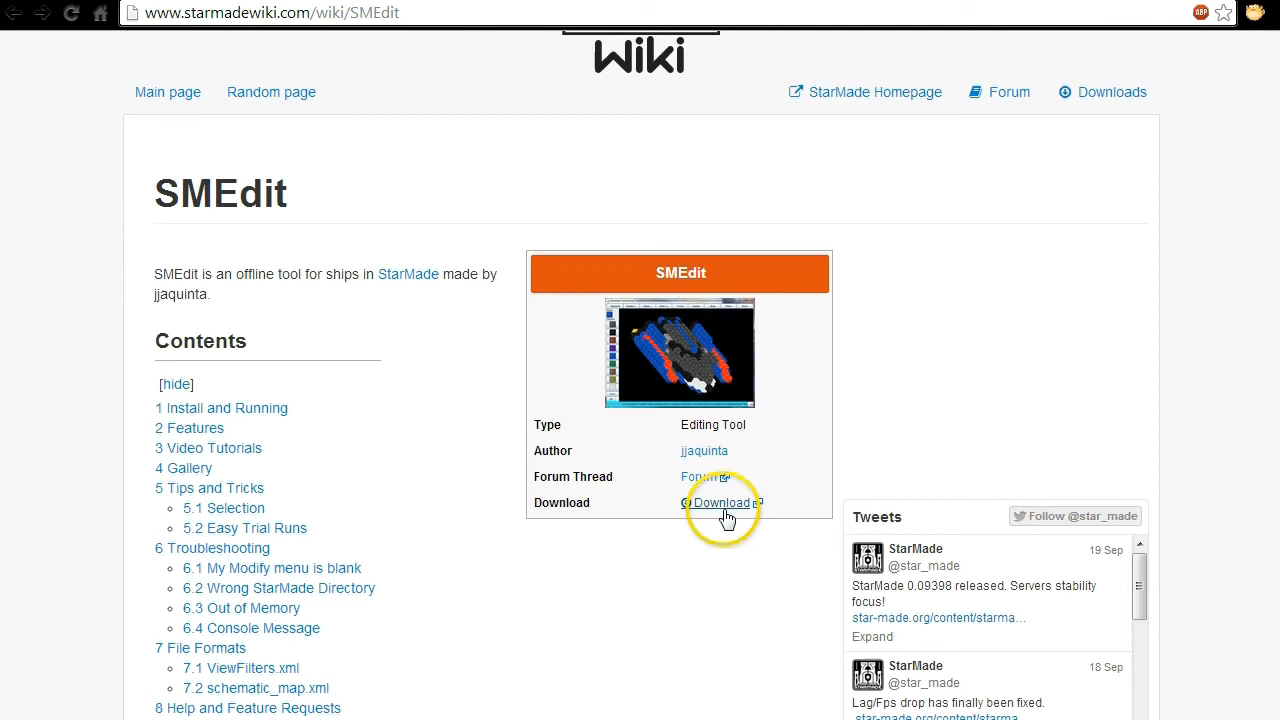 www.starmadewiki.com/wiki/SMEdit
ABP
Wiki
Main page
Random page
StarMade Homepage
Forum
Downloads
SMEdit
SMEdit is an offline tool for ships in StarMade made by
jjaquinta.
Contents
[hide]
1 Install and Running
2 Features
3 Video Tutorials
4 Gallery
5 Tips and Tricks
5.1 Selection
5.2 Easy Trial Runs
6 Troubleshooting
6.1 My Modify menu is blank
6.2 Wrong StarMade Directory
6.3 Out of Memory
6.4 Console Message
7 File Formats
7.1 ViewFilters.xml
7.2 schematic_map.xml
8 Help and Feature Requests
SMEdit
Type Editing Tool
Author jjaquinta
Forum Thread Forum
Download Download
Tweets
Follow @star_made
StarMade
19 Sep
@star_made
StarMade 0.09398 released. Servers stability
focus!
star-made.org/content/starma...
Expand
StarMade
18 Sep
@star_made
Lag/Fps drop has finally been fixed.
star-made.org/content/starma...